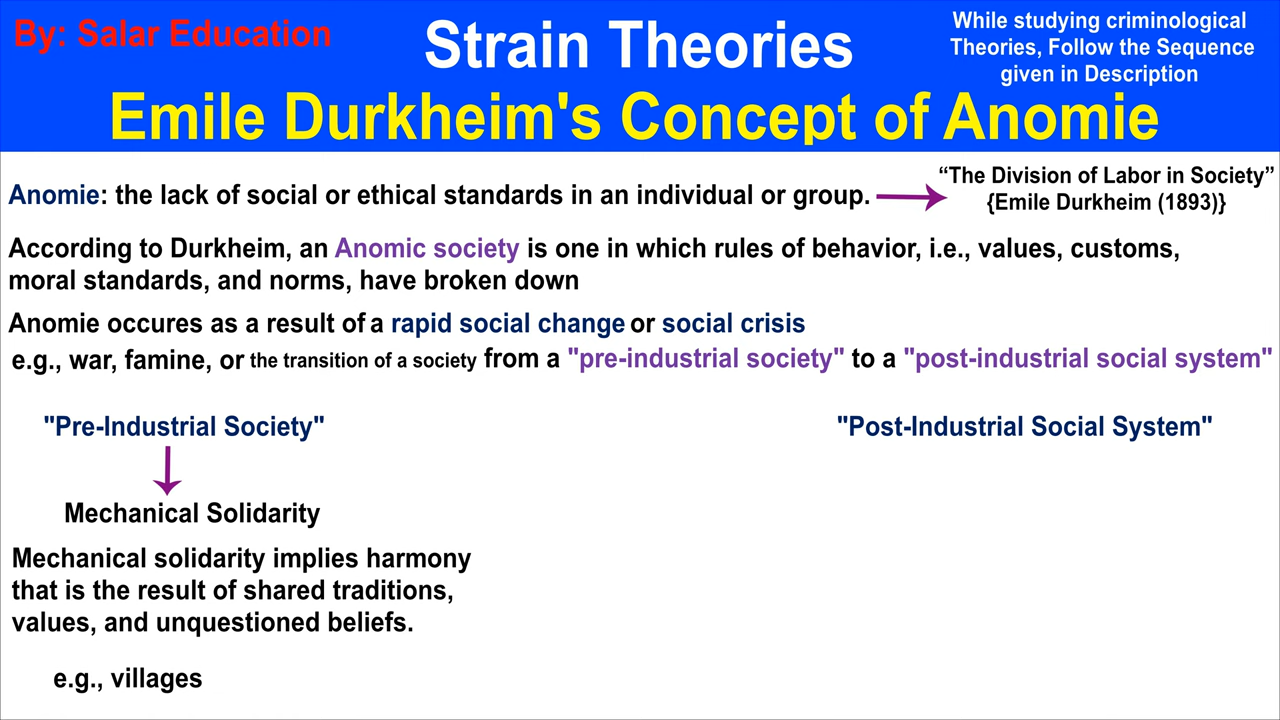 By: Salar Education
Strain Theories
While studying criminological
Theories, Follow the Sequence
given in Description
Emile Durkheim's Concept of Anomie
Anomie: the lack of social or ethical standards in an individual or group.
“The Division of Labor in Society”
{Emile Durkheim (1893)}
According to Durkheim, an Anomic society is one in which rules of behavior, i.e., values, customs,
moral standards, and norms, have broken down
Anomie occures as a result of a rapid social change or social crisis
e.g., war, famine, or the transition of a society from a "pre-industrial society" to a "post-industrial social system"
"Pre-Industrial Society"
"Post-Industrial Social System"
Mechanical Solidarity
Mechanical solidarity implies harmony
that is the result of shared traditions,
values, and unquestioned beliefs.
e.g., villages